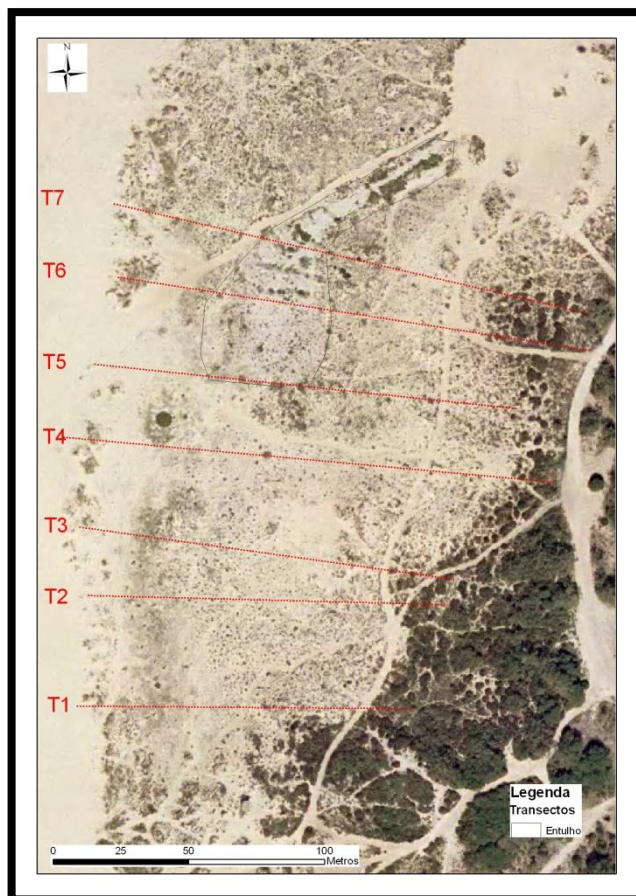 N
T7
T6
T5
T4
T3
T2
T1
Legenda
Transectos
Entulho
0 25 50 100
Metros